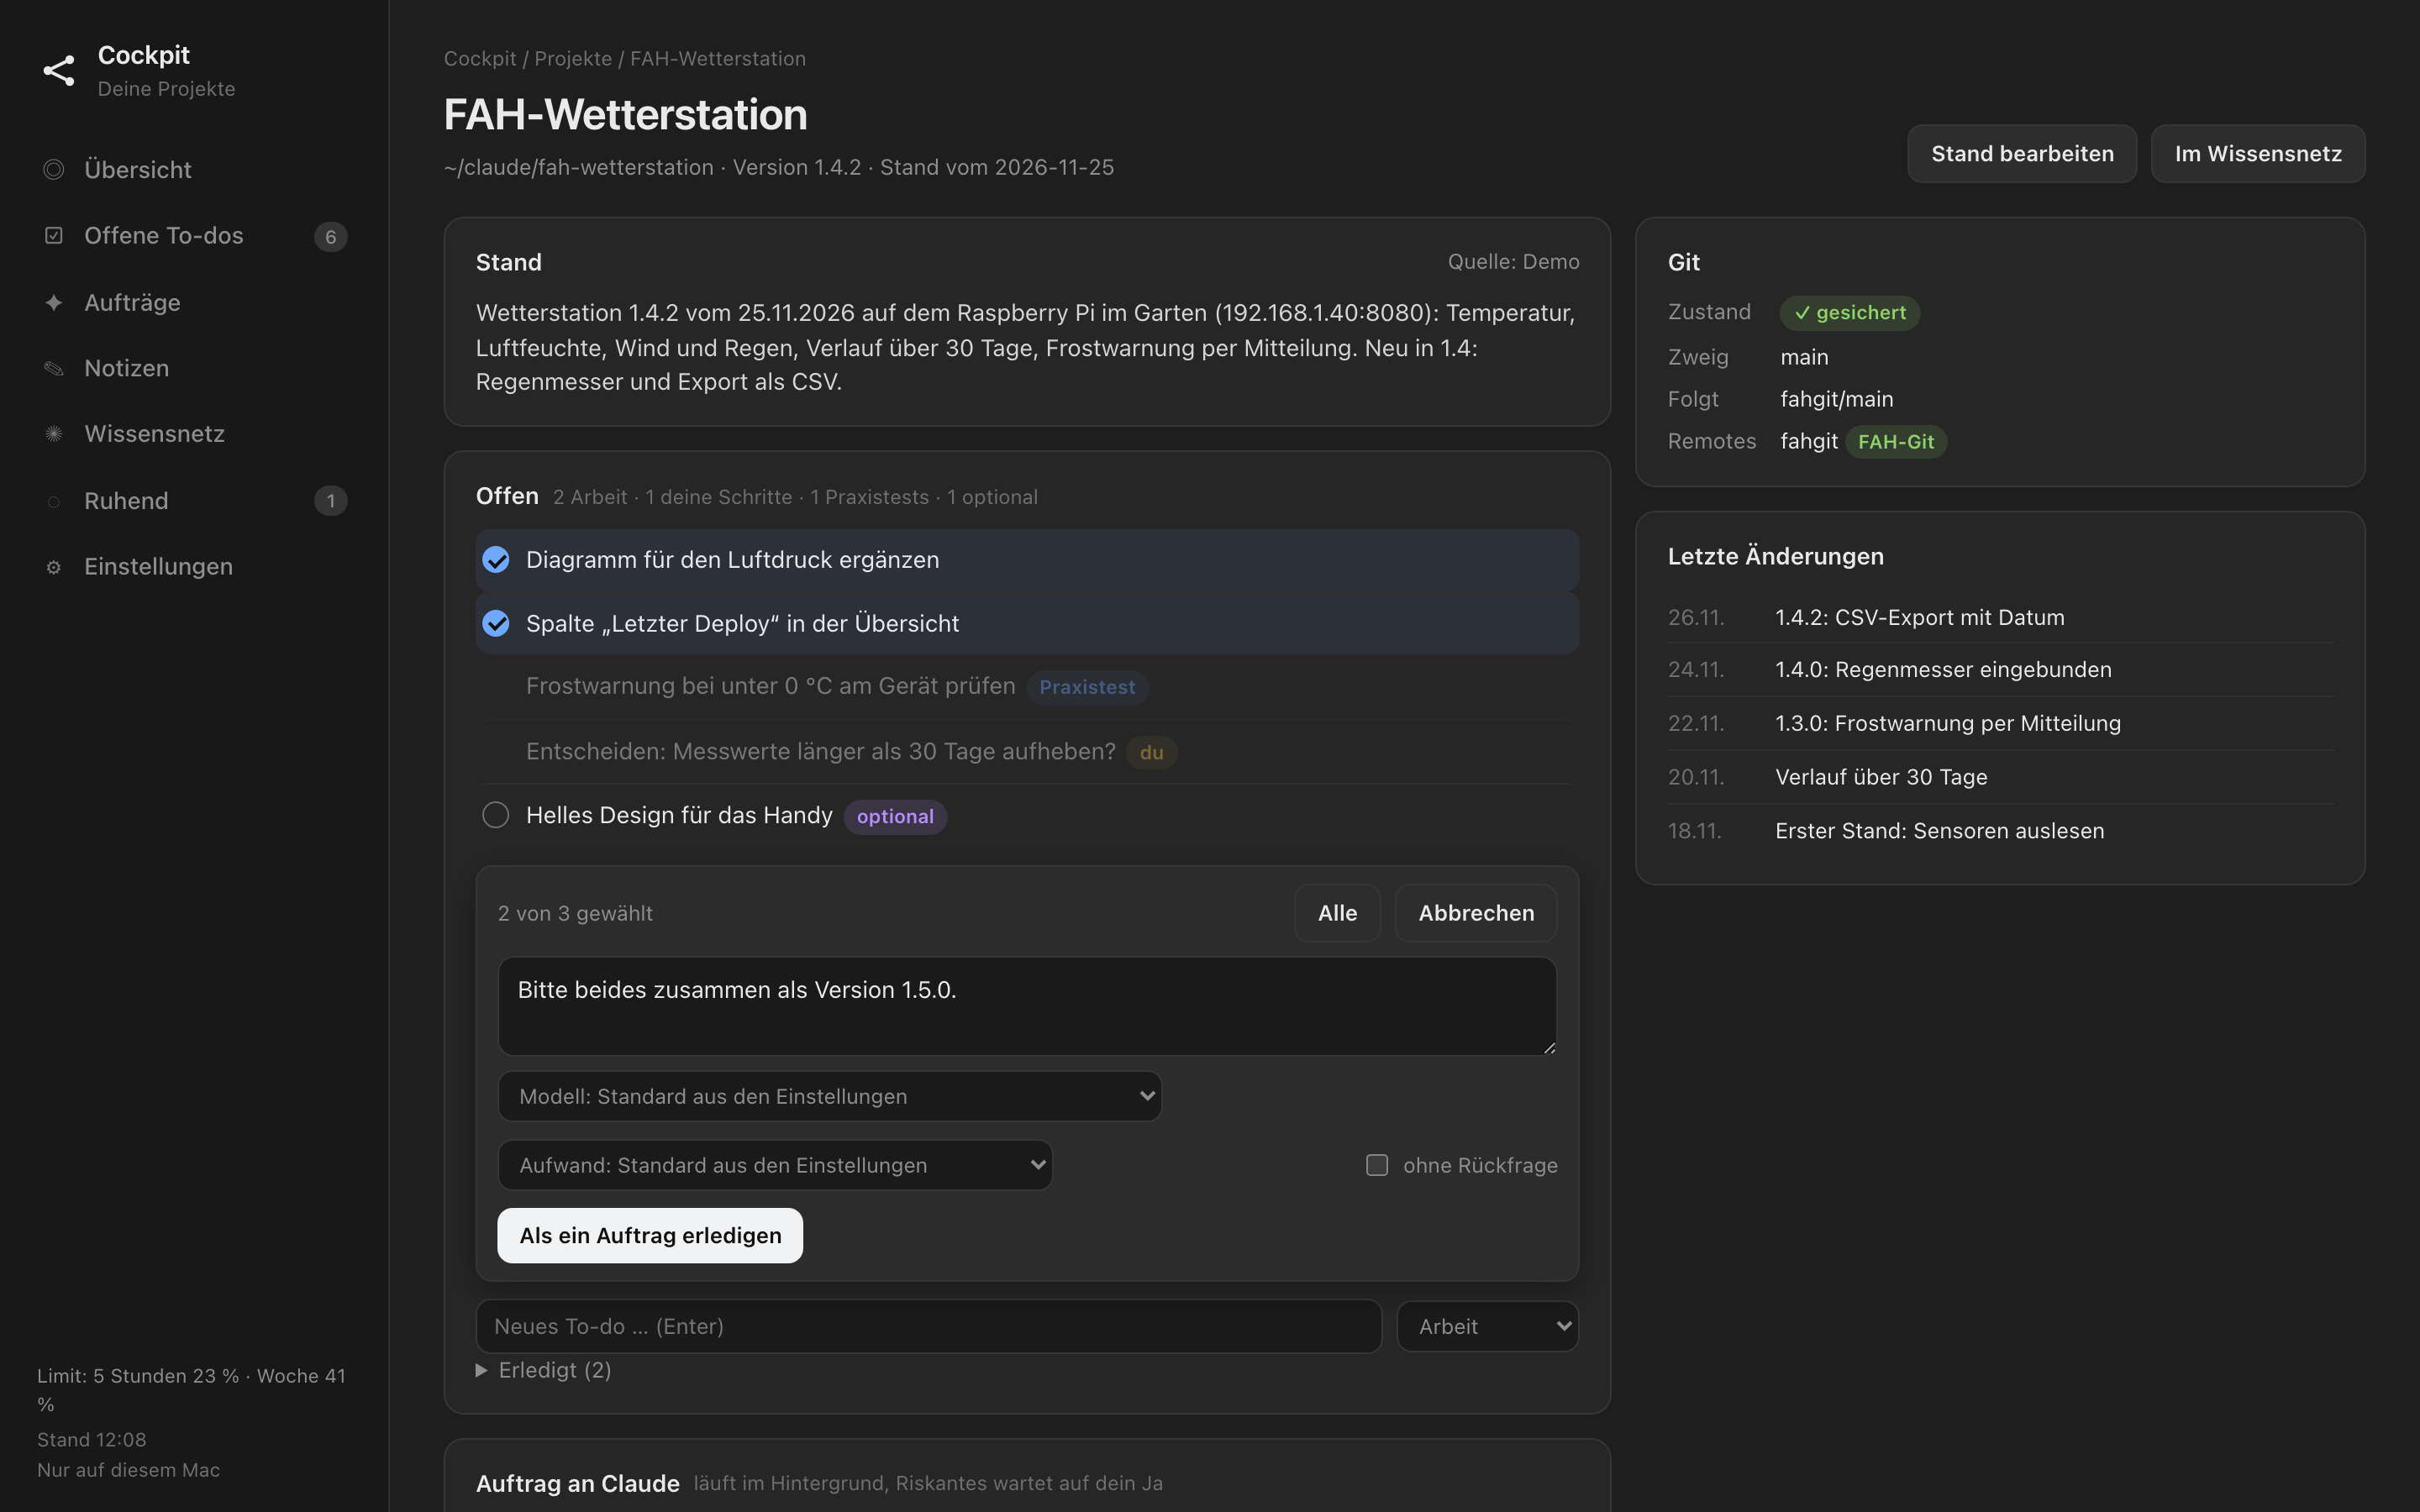 Cockpit
Deine Projekte
Übersicht
Offene To-dos 6
Aufträge
Notizen
Wissensnetz
Ruhend 1
Einstellungen
Limit: 5 Stunden 23 % · Woche 41
%
Stand 12:08
Nur auf diesem Mac
Cockpit / Projekte / FAH-Wetterstation
FAH-Wetterstation
~/claude/fah-wetterstation · Version 1.4.2 · Stand vom 2026-11-25
Stand bearbeiten
Im Wissensnetz
Stand
Quelle: Demo
Wetterstation 1.4.2 vom 25.11.2026 auf dem Raspberry Pi im Garten (192.168.1.40:8080): Temperatur,
Luftfeuchte, Wind und Regen, Verlauf über 30 Tage, Frostwarnung per Mitteilung. Neu in 1.4:
Regenmesser und Export als CSV.
Offen 2 Arbeit · 1 deine Schritte · 1 Praxistests · 1 optional
Diagramm für den Luftdruck ergänzen
Spalte „Letzter Deploy“ in der Übersicht
Frostwarnung bei unter 0 °C am Gerät prüfen Praxistest
Entscheiden: Messwerte länger als 30 Tage aufheben? du
Helles Design für das Handy optional
2 von 3 gewählt
Alle
Abbrechen
Bitte beides zusammen als Version 1.5.0.
Modell: Standard aus den Einstellungen
Aufwand: Standard aus den Einstellungen
ohne Rückfrage
Als ein Auftrag erledigen
Neues To-do … (Enter)
Arbeit
Erledigt (2)
Auftrag an Claude läuft im Hintergrund, Riskantes wartet auf dein Ja
Git
Zustand ✓ gesichert
Zweig main
Folgt fahgit/main
Remotes fahgit FAH-Git
Letzte Änderungen
26.11. 1.4.2: CSV-Export mit Datum
24.11. 1.4.0: Regenmesser eingebunden
22.11. 1.3.0: Frostwarnung per Mitteilung
20.11. Verlauf über 30 Tage
18.11. Erster Stand: Sensoren auslesen